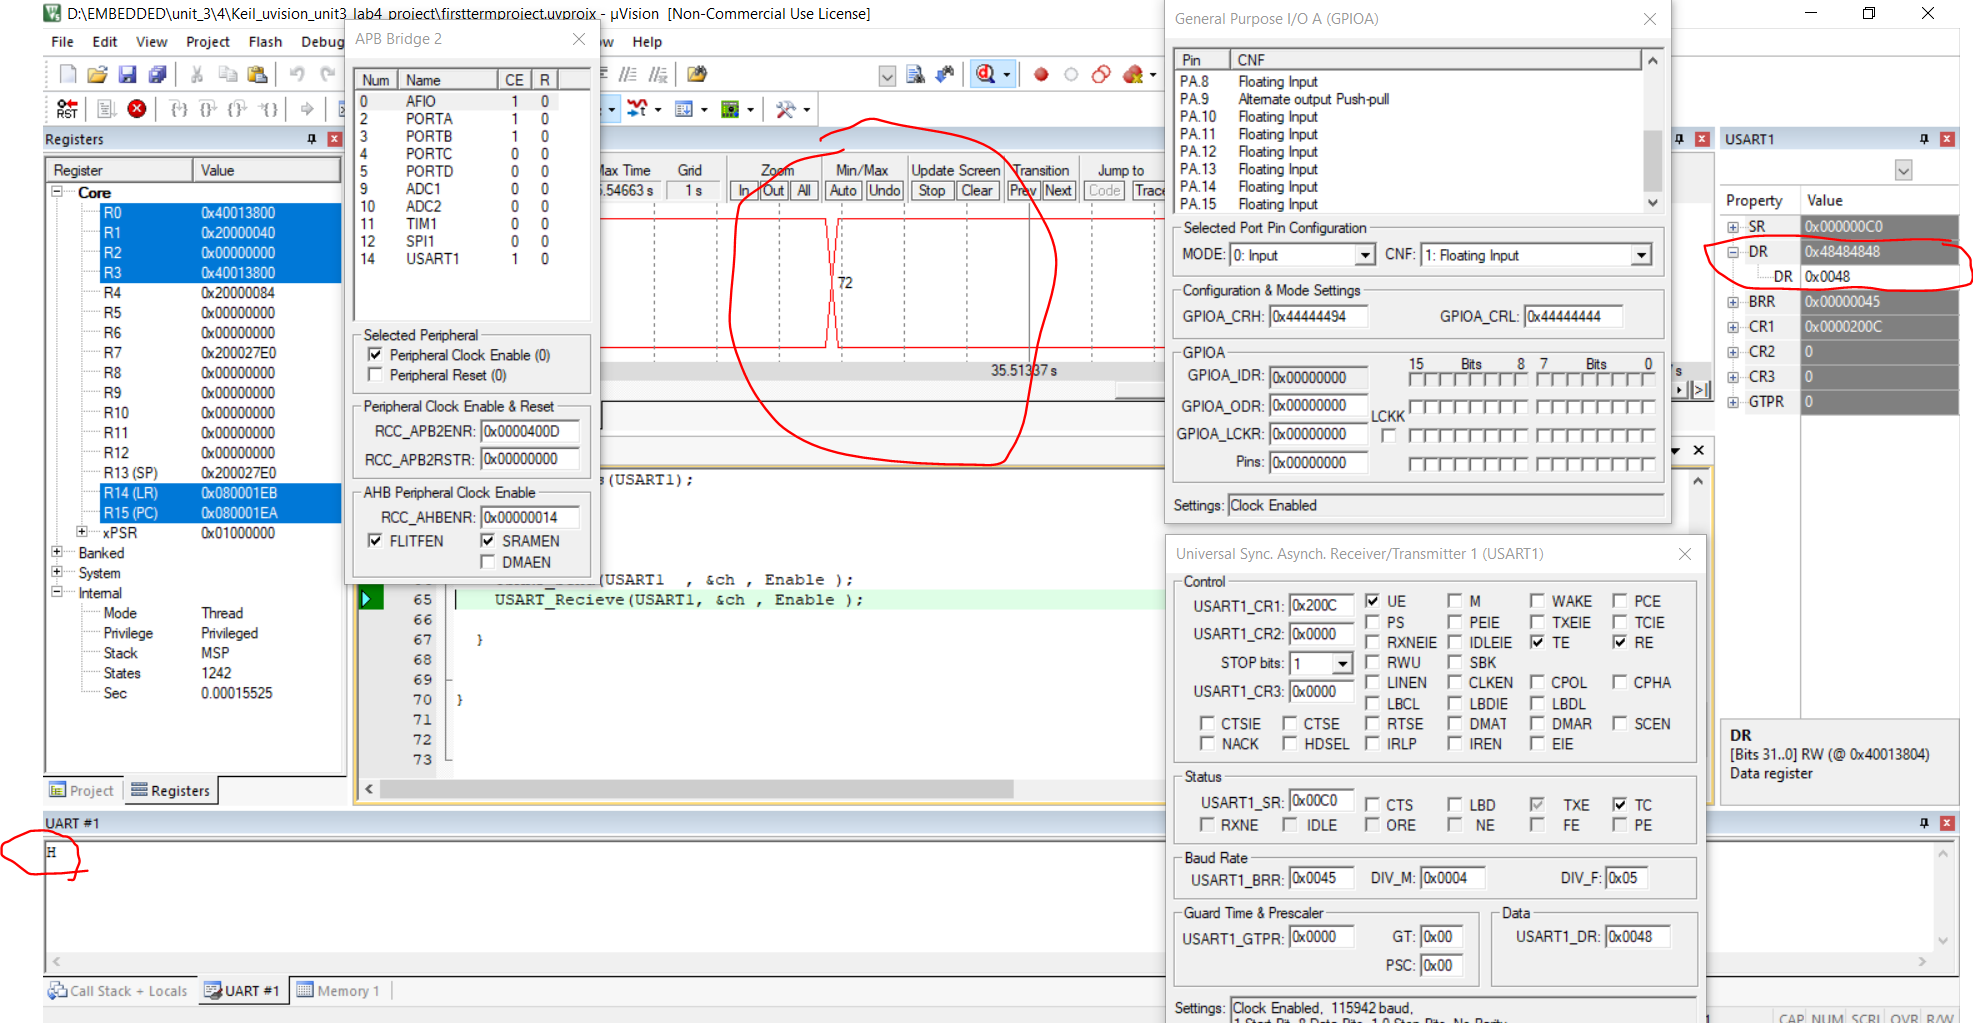 D:\EMBEDDED\unit_3\4\Keil_uvision_unit3_lab4_project\firsttermproject.uvprojx - µVision [Non-Commercial Use License]
File Edit View Project Flash Debug Help
Registers
Register Value
Core
R0 0x40013800
R1 0x20000040
R2 0x00000000
R3 0x40013800
R4 0x20000084
R5 0x00000000
R6 0x00000000
R7 0x200027E0
R8 0x00000000
R9 0x00000000
R10 0x00000000
R11 0x00000000
R12 0x00000000
R13 (SP) 0x200027E0
R14 (LR) 0x080001EB
R15 (PC) 0x080001EA
xPSR 0x01000000
Banked
System
Internal
Mode Thread
Privilege Privileged
Stack MSP
States 1242
Sec 0.00015525
Project Registers
APB Bridge 2
Num Name CE R
0 AFIO 1 0
2 PORTA 1 0
3 PORTB 1 0
4 PORTC 0 0
5 PORTD 0 0
9 ADC1 0 0
10 ADC2 0 0
11 TIM1 0 0
12 SPI1 0 0
14 USART1 1 0
Selected Peripheral
Peripheral Clock Enable (0)
Peripheral Reset (0)
Peripheral Clock Enable & Reset
RCC_APB2ENR: 0x0000400D
RCC_APB2RSTR: 0x00000000
AHB Peripheral Clock Enable
RCC_AHBENR: 0x00000014
FLITFEN SRAMEN
DMAEN
Max Time Grid Zoom Min/Max Update Screen Transition Jump to
5.54663 s 1 s In Out All Auto Undo Stop Clear Prev Next Code Trace
72
35.51337 s
(USART1);
(USART1 , &ch , Enable );
65 USART_Recieve(USART1, &ch , Enable );
66
67 }
68
69
70 }
71
72
73
General Purpose I/O A (GPIOA)
Pin CNF
PA.8 Floating Input
PA.9 Alternate output Push-pull
PA.10 Floating Input
PA.11 Floating Input
PA.12 Floating Input
PA.13 Floating Input
PA.14 Floating Input
PA.15 Floating Input
Selected Port Pin Configuration
MODE: 0: Input CNF: 1: Floating Input
Configuration & Mode Settings
GPIOA_CRH: 0x44444494 GPIOA_CRL: 0x44444444
GPIOA
15 Bits 8 7 Bits 0
GPIOA_IDR: 0x00000000
GPIOA_ODR: 0x00000000
LCKK
GPIOA_LCKR: 0x00000000
Pins: 0x00000000
Settings: Clock Enabled
Universal Sync. Asynch. Receiver/Transmitter 1 (USART1)
Control
USART1_CR1: 0x200C UE M WAKE PCE
PS PEIE TXEIE TCIE
USART1_CR2: 0x0000 RXNEIE IDLEIE TE RE
STOP bits: 1 RWU SBK
USART1_CR3: 0x0000 LINEN CLKEN CPOL CPHA
LBCL LBDIE LBDL
CTSIE CTSE RTSE DMAT DMAR SCEN
NACK HDSEL IRLP IREN EIE
Status
USART1_SR: 0x00C0 CTS LBD TXE TC
RXNE IDLE ORE NE FE PE
Baud Rate
USART1_BRR: 0x0045 DIV_M: 0x0004 DIV_F: 0x05
Guard Time & Prescaler
USART1_GTPR: 0x0000 GT: 0x00
PSC: 0x00
Data
USART1_DR: 0x0048
Settings: Clock Enabled, 115942 baud,
USART1
Property Value
SR 0x000000C0
DR 0x48484848
DR 0x0048
BRR 0x00000045
CR1 0x0000200C
CR2 0
CR3 0
GTPR 0
DR
[Bits 31..0] RW (@ 0x40013804)
Data register
UART #1
H
Call Stack + Locals UART #1 Memory 1
CAP NUM SCRL OVR R/W